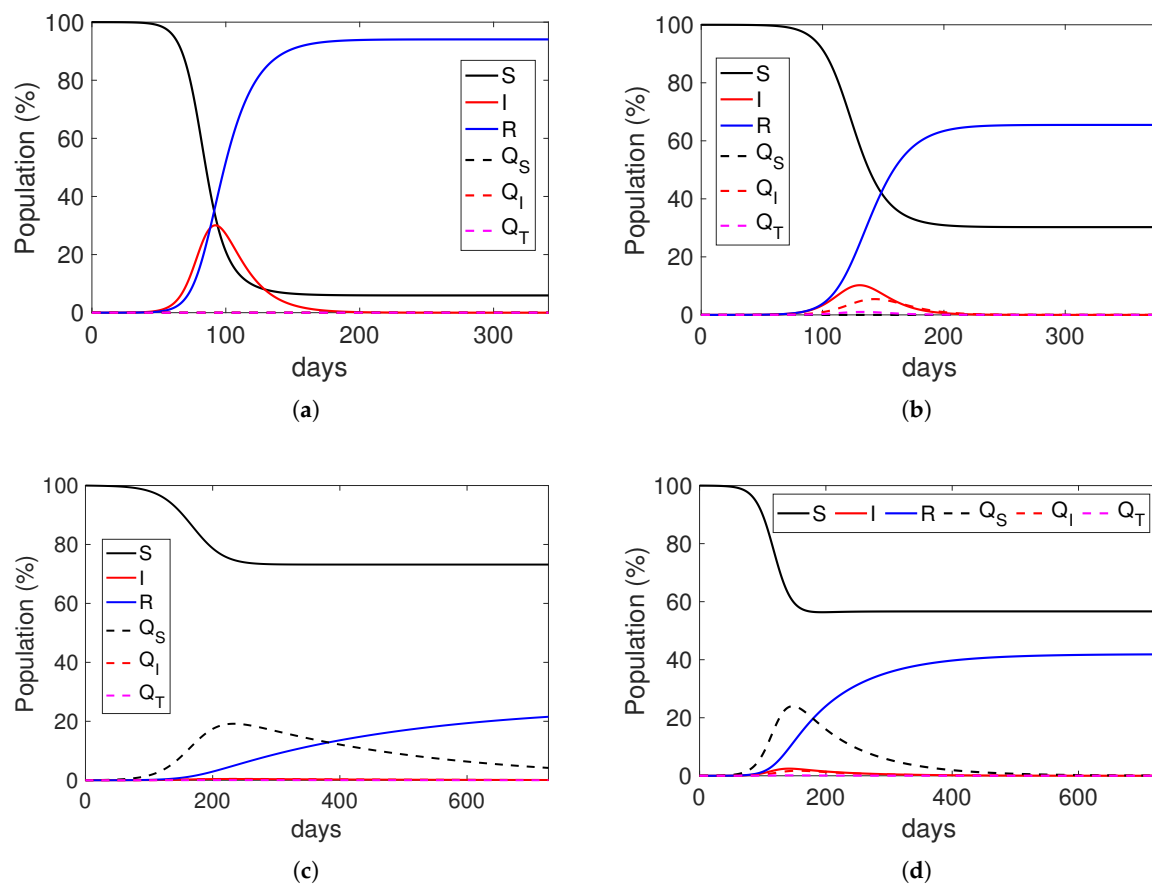 100
80
60
40
20
0
Population (%)
S
I
R
Q_S
Q_I
Q_T
0 100 200 300
days
(a)
100
80
60
40
20
0
Population (%)
S
I
R
Q_S
Q_I
Q_T
0 100 200 300
days
(b)
100
80
60
40
20
0
Population (%)
S
I
R
Q_S
Q_I
Q_T
0 200 400 600
days
(c)
100
80
60
40
20
0
Population (%)
S I R Q_S Q_I Q_T
0 200 400 600
days
(d)